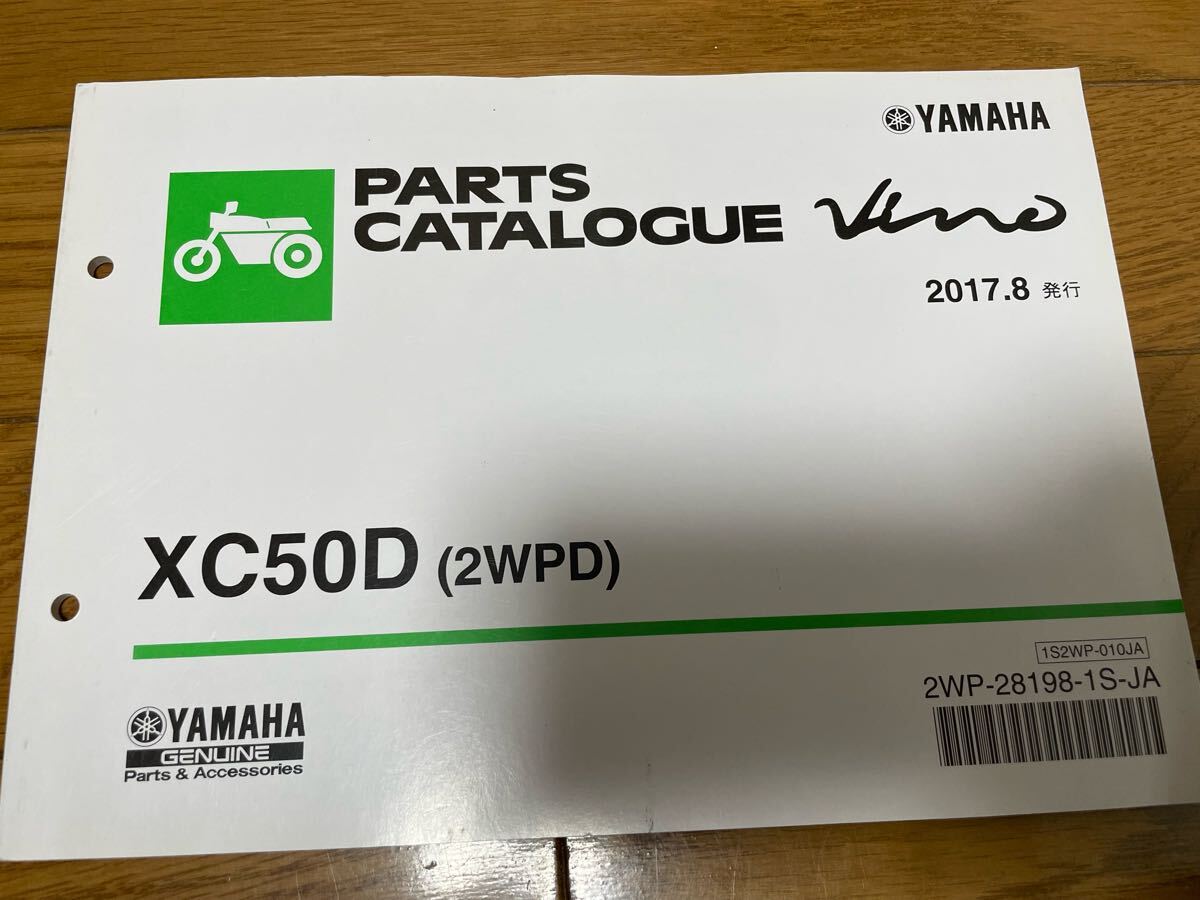 YAMAHA
PARTS
CATALOGUE
Vino
2017.8 発行
XC50D (2WPD)
1S2WP-010JA
2WP-28198-1S-JA
YAMAHA
GENUINE
Parts & Accessories